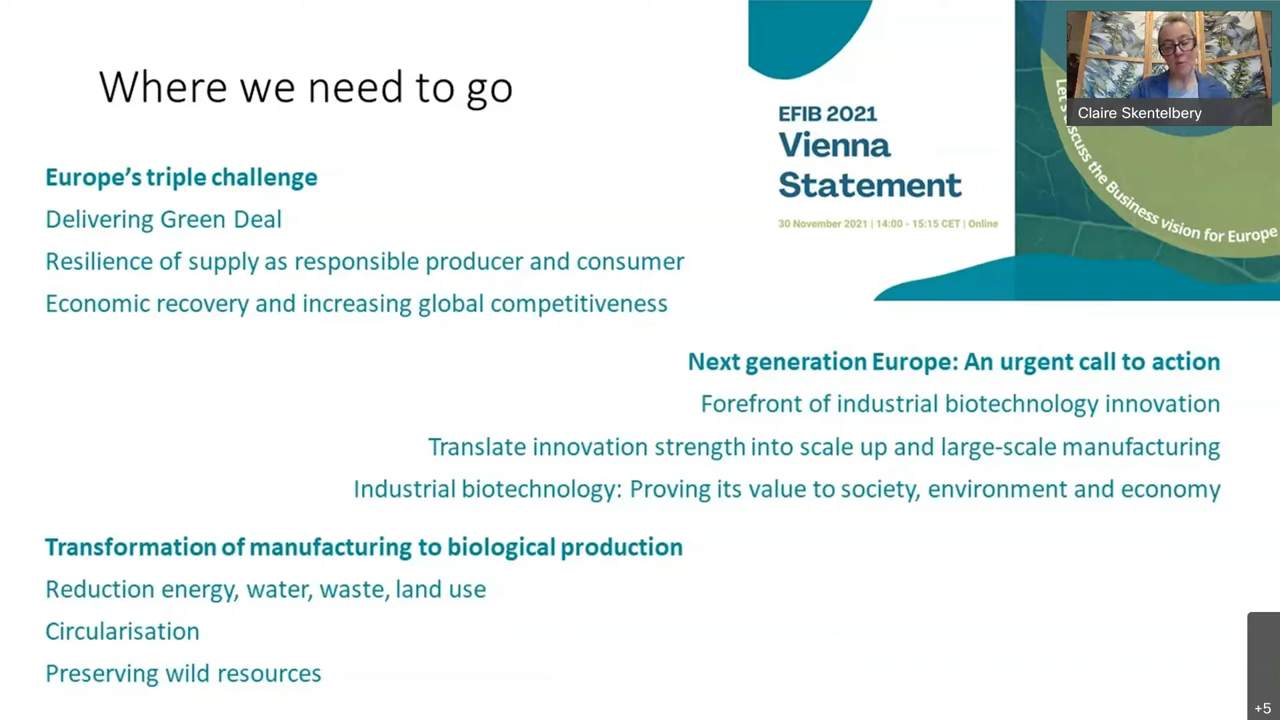 Where we need to go
Europe’s triple challenge
Delivering Green Deal
Resilience of supply as responsible producer and consumer
Economic recovery and increasing global competitiveness
EFIB 2021
Vienna
Statement
30 November 2021 | 14:00 - 15:15 CET | Online
the Business vision for Europe
Claire Skentelbery
Next generation Europe: An urgent call to action
Forefront of industrial biotechnology innovation
Translate innovation strength into scale up and large-scale manufacturing
Industrial biotechnology: Proving its value to society, environment and economy
Transformation of manufacturing to biological production
Reduction energy, water, waste, land use
Circularisation
Preserving wild resources
+5